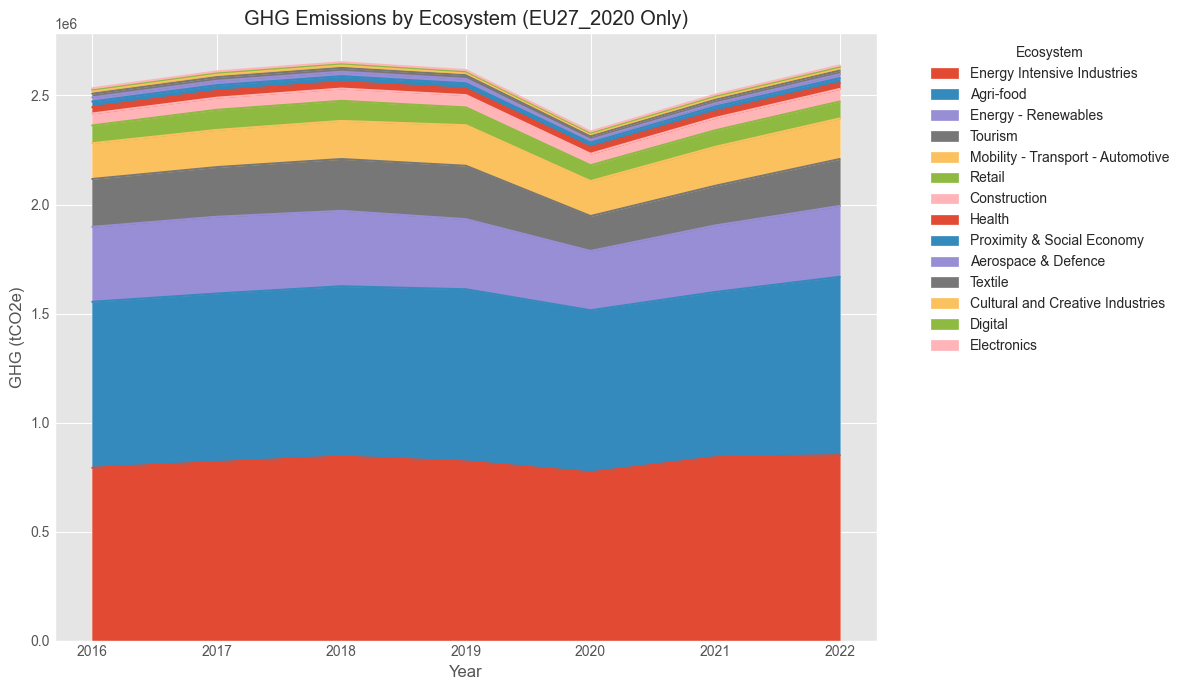 GHG Emissions by Ecosystem (EU27_2020 Only)
1e6
2.5
2.0
1.5
1.0
0.5
0.0
GHG (tCO2e)
2016 2017 2018 2019 2020 2021 2022
Year
Ecosystem
Energy Intensive Industries
Agri-food
Energy - Renewables
Tourism
Mobility - Transport - Automotive
Retail
Construction
Health
Proximity & Social Economy
Aerospace & Defence
Textile
Cultural and Creative Industries
Digital
Electronics